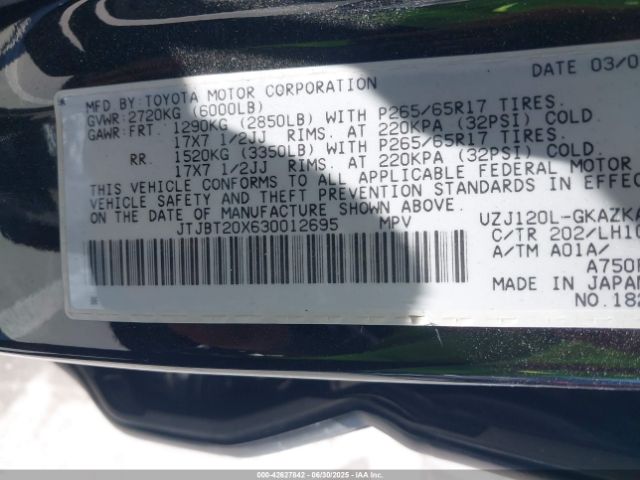 DATE 03/0
MFD BY:TOYOTA MOTOR CORPORATION
GVWR:2720KG (6000LB)
GAWR:FRT. 1290KG (2850LB) WITH P265/65R17 TIRES.
17X7 1/2JJ RIMS. AT 220KPA (32PSI) COLD.
RR. 1520KG (3350LB) WITH P265/65R17 TIRES.
17X7 1/2JJ RIMS. AT 220KPA (32PSI) COLD.
THIS VEHICLE CONFORMS TO ALL APPLICABLE FEDERAL MOTOR
VEHICLE SAFETY AND THEFT PREVENTION STANDARDS IN EFFEC
ON THE DATE OF MANUFACTURE SHOWN ABOVE.
JTJBT20X630012695 MPV UZJ120L-GKAZKA
C/TR 202/LH10
A/TM A01A/
A750F
MADE IN JAPAN
NO.182
000-42627842 - 06/30/2025 - IAAI.COM